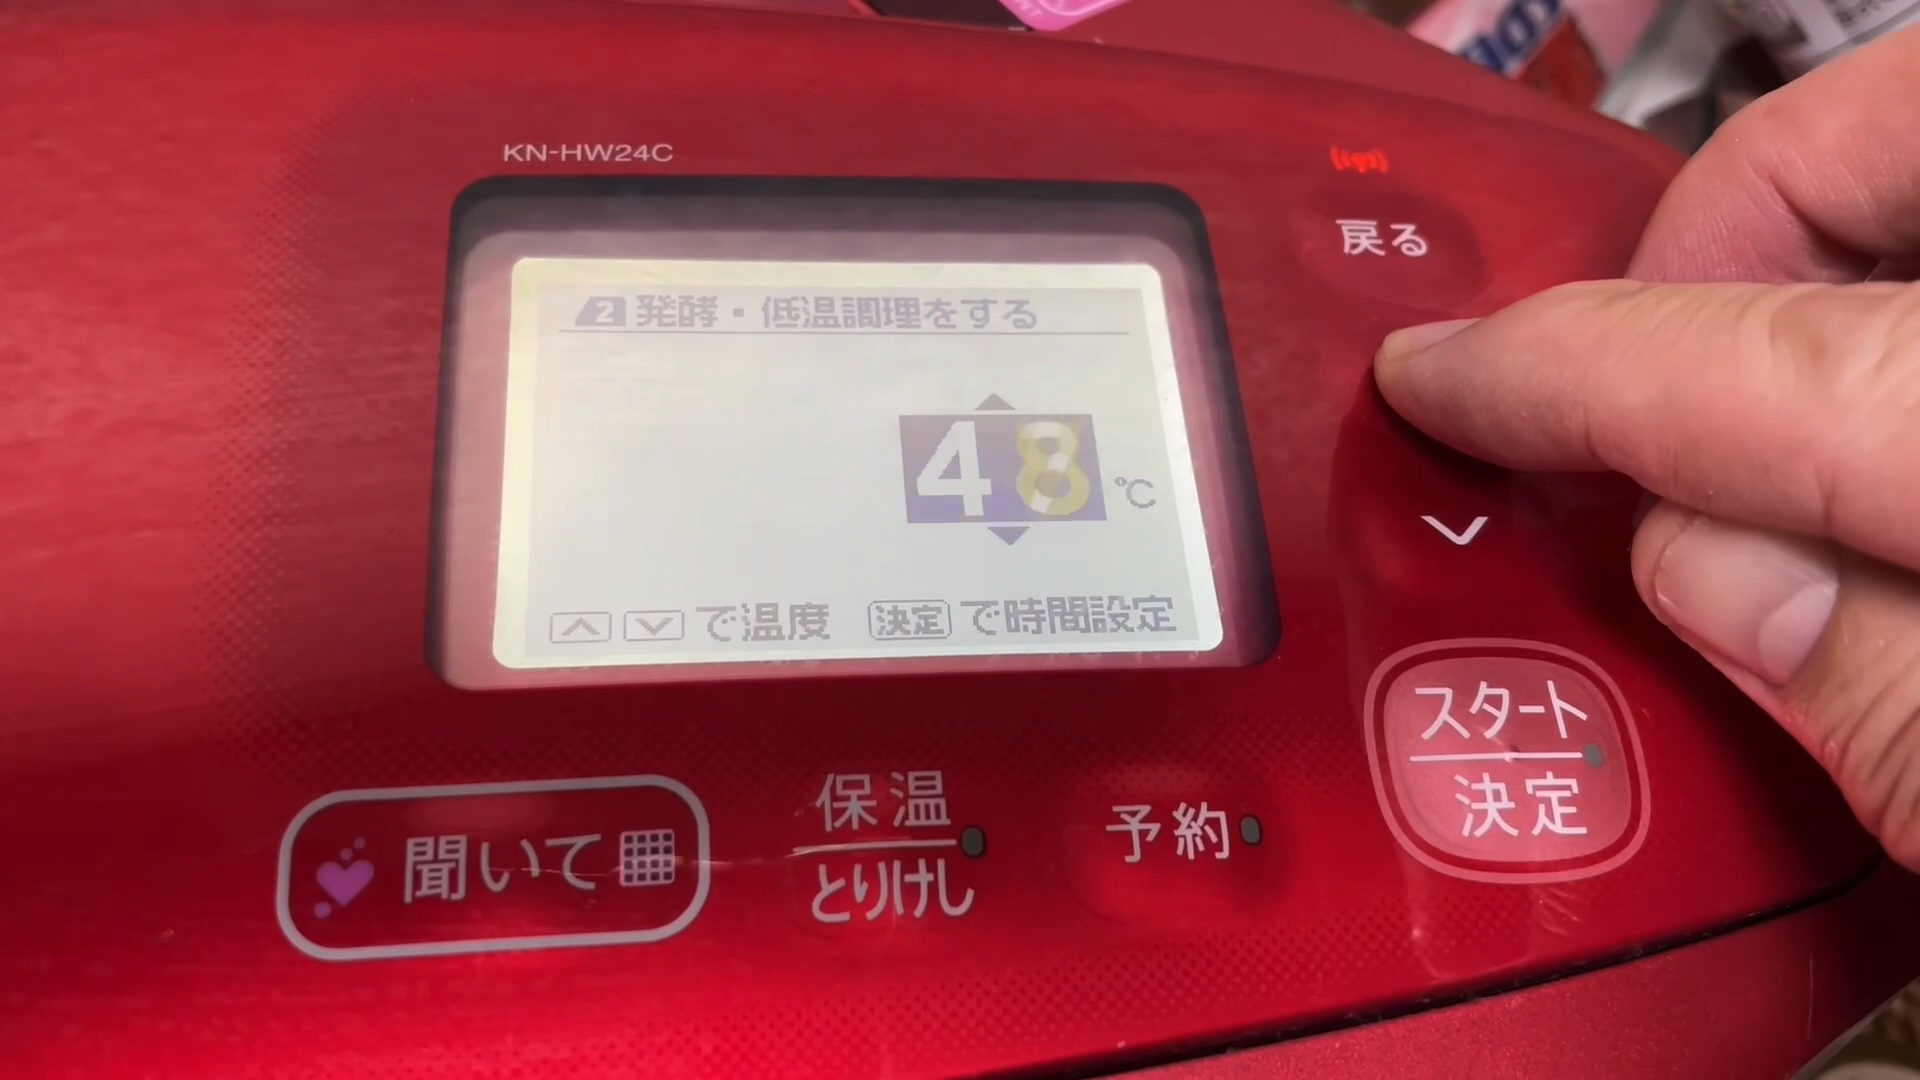 KN-HW24C
戻る
2 発酵・低温調理をする
48 ℃
で温度 決定で時間設定
スタート
決定
聞いて
保温
とりけし
予約